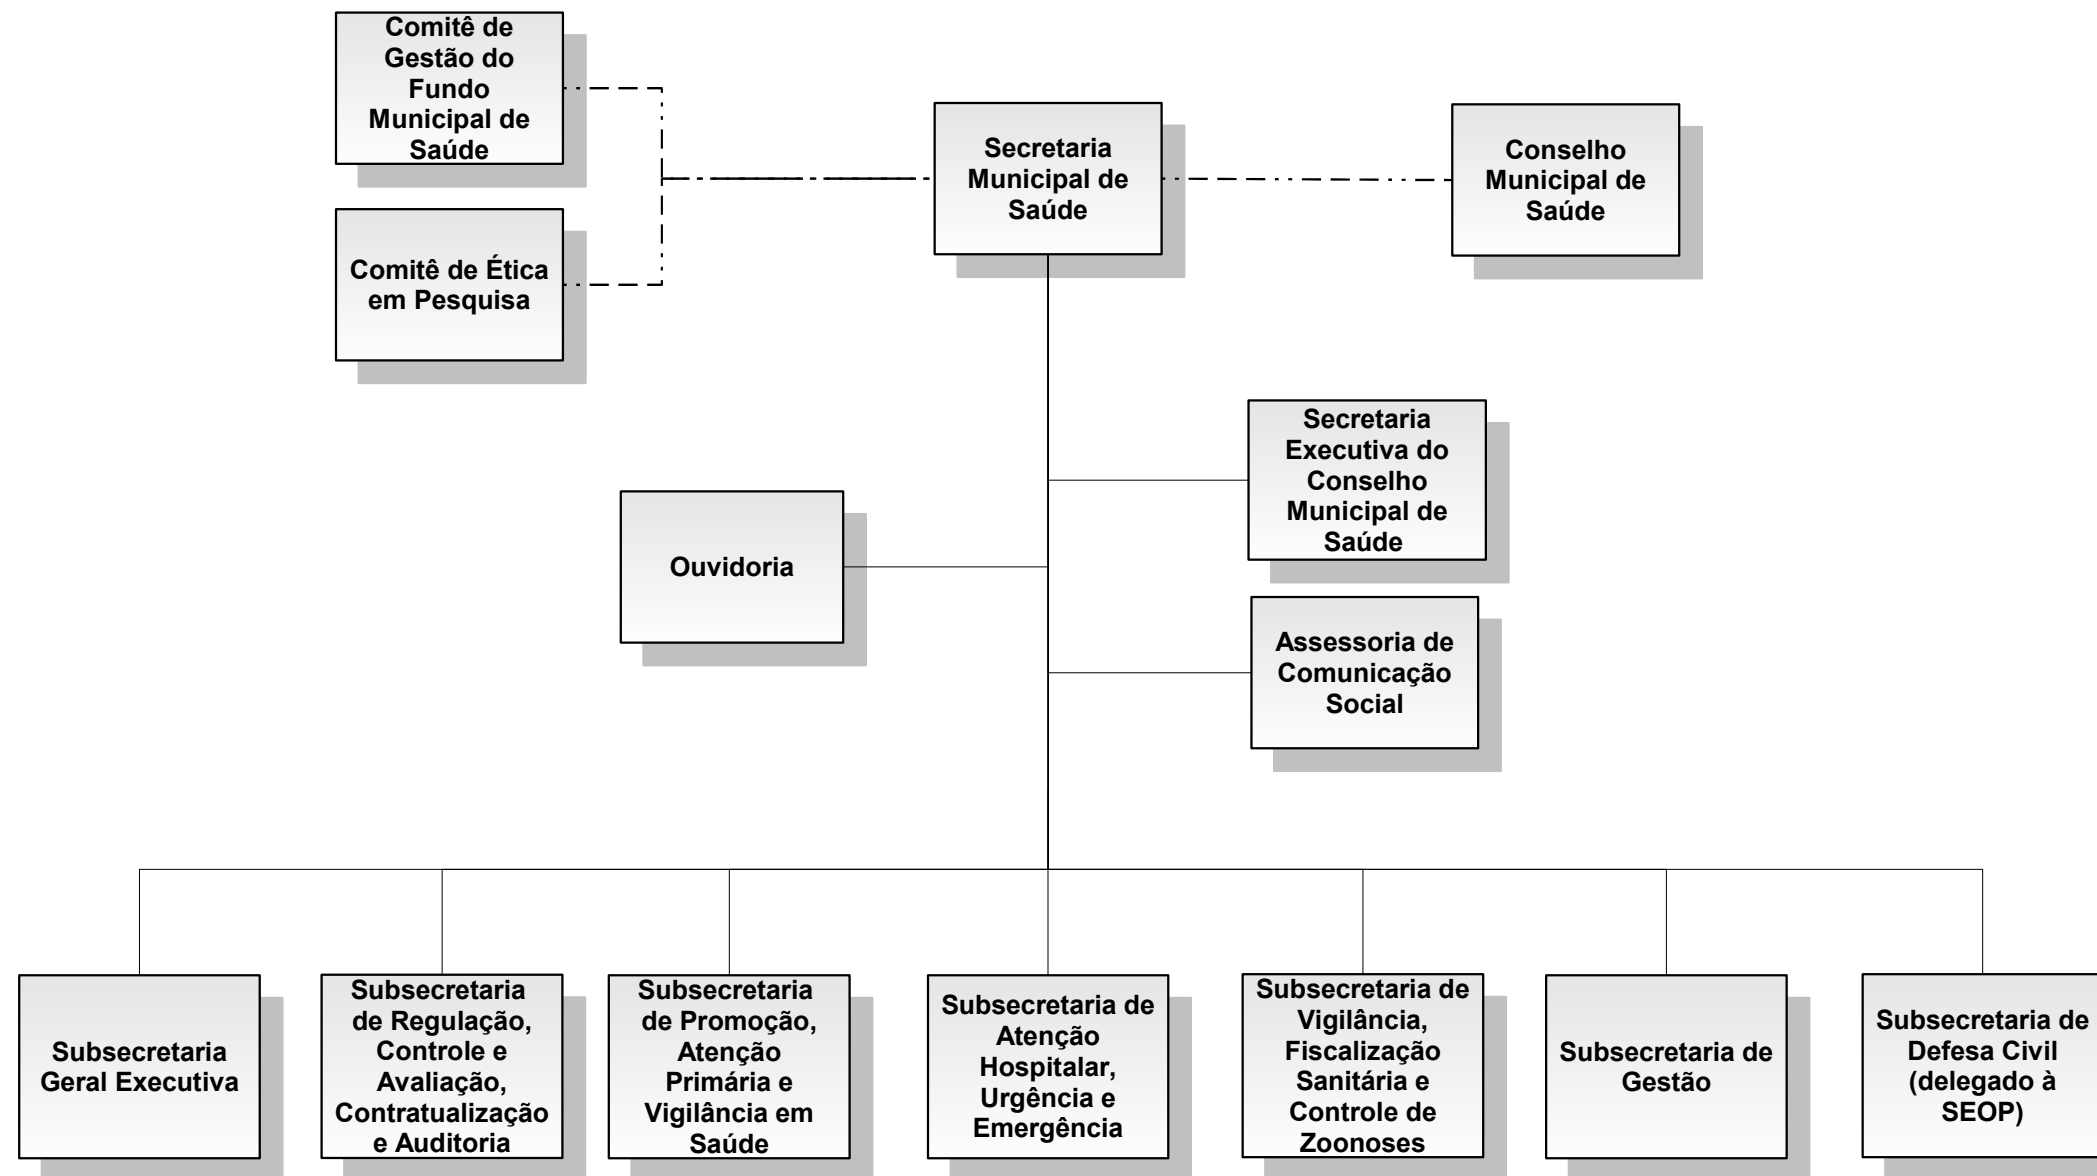 Comitê de
Gestão do
Fundo
Municipal de
Saúde
Secretaria
Municipal de
Saúde
Conselho
Municipal de
Saúde
Comitê de Ética
em Pesquisa
Secretaria
Executiva do
Conselho
Municipal de
Saúde
Ouvidoria
Assessoria de
Comunicação
Social
Subsecretaria
Geral Executiva
Subsecretaria
de Regulação,
Controle e
Avaliação,
Contratualização
e Auditoria
Subsecretaria
de Promoção,
Atenção
Primária e
Vigilância em
Saúde
Subsecretaria de
Atenção
Hospitalar,
Urgência e
Emergência
Subsecretaria de
Vigilância,
Fiscalização
Sanitária e
Controle de
Zoonoses
Subsecretaria de
Gestão
Subsecretaria de
Defesa Civil
(delegado à
SEOP)